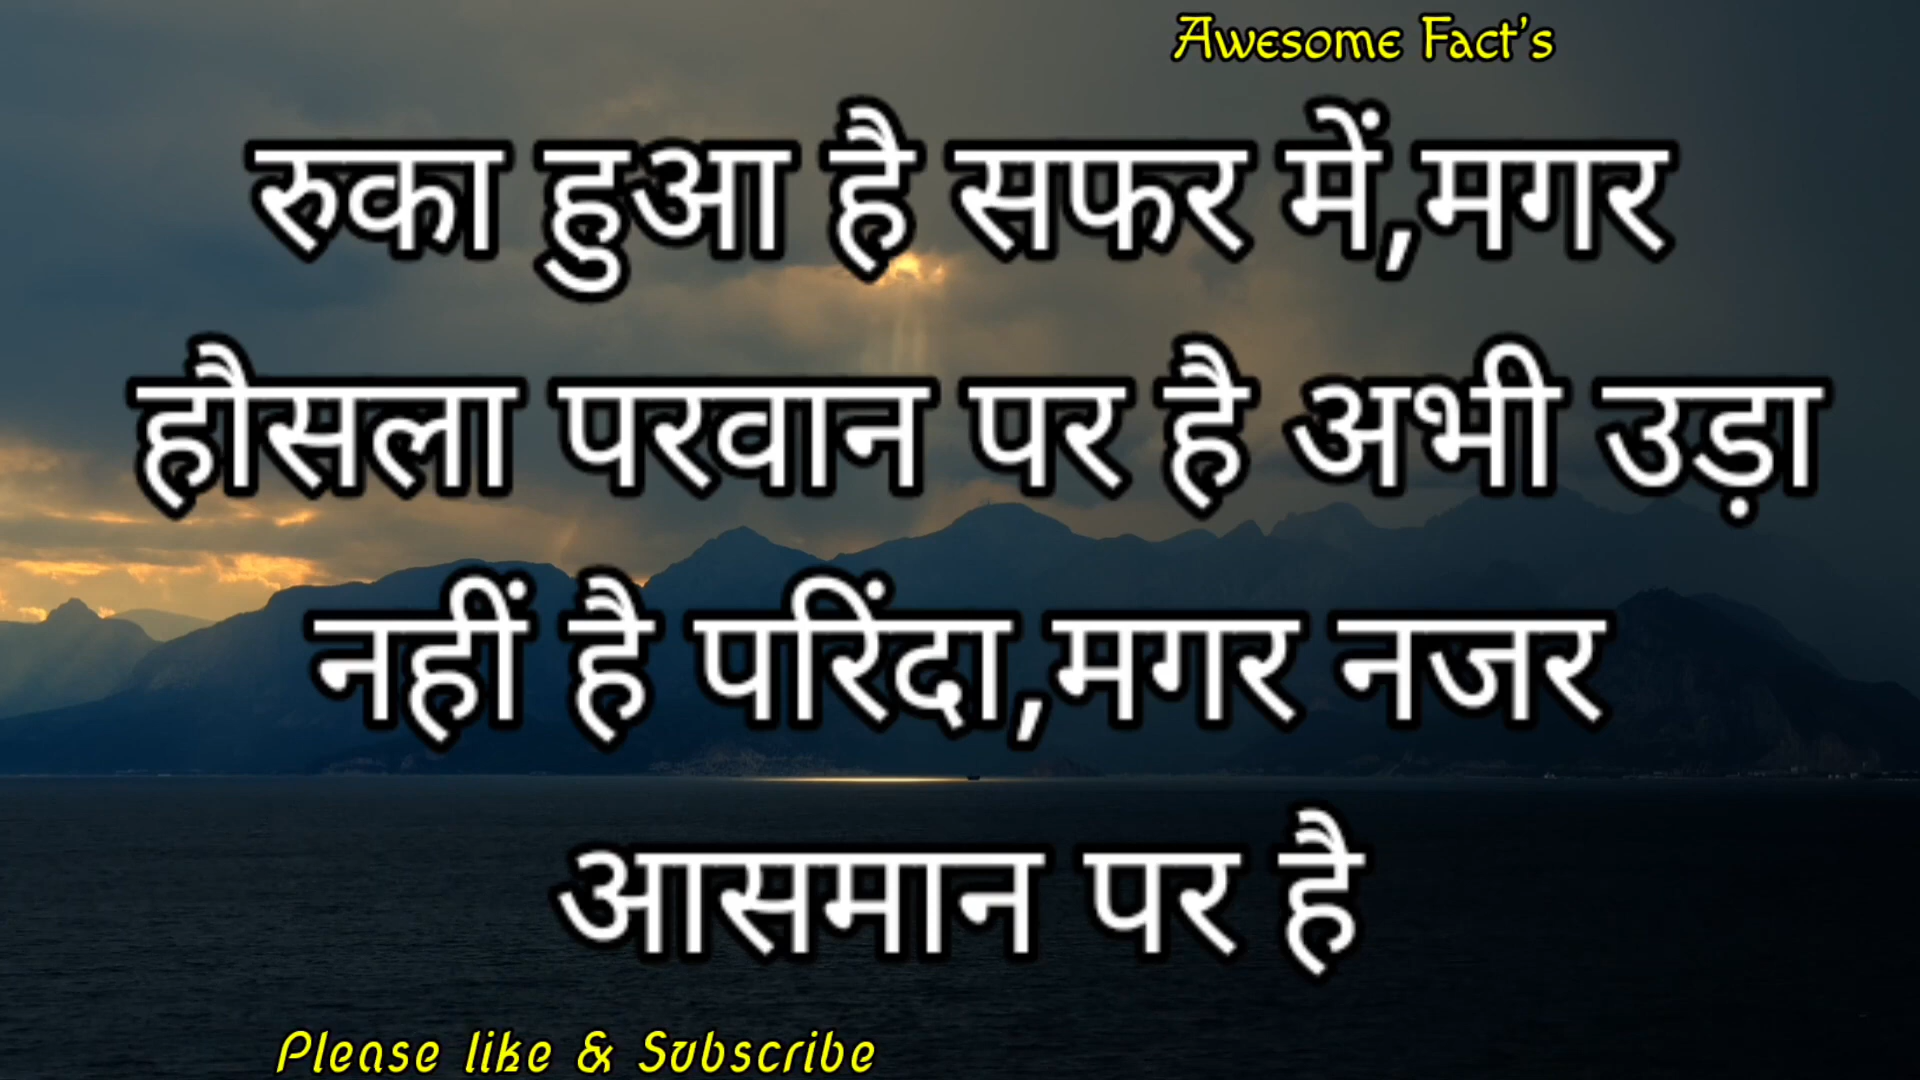 Awesome Fact's
रुका हुआ है सफर में,मगर
हौसला परवान पर है अभी उड़ा
नहीं है परिंदा,मगर नजर
आसमान पर है
Please like & Subscribe